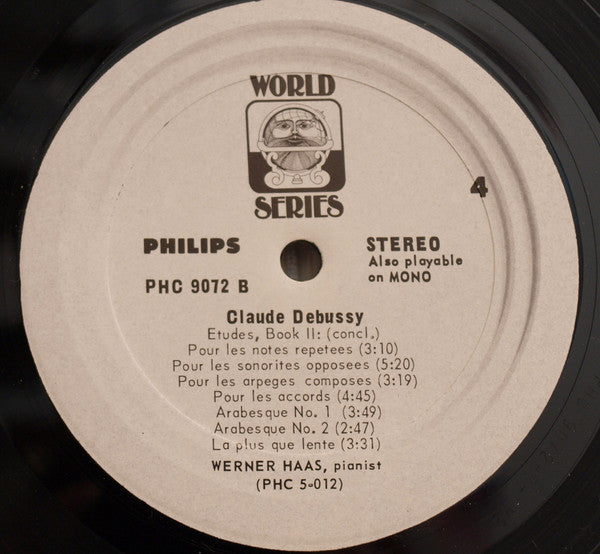 WORLD
SERIES
4
PHILIPS
STEREO
Also playable
on MONO
PHC 9072 B
Claude Debussy
Etudes, Book II: (concl.)
Pour les notes repetees (3:10)
Pour les sonorites opposees (5:20)
Pour les arpeges composes (3:19)
Pour les accords (4:45)
Arabesque No. 1 (3:49)
Arabesque No. 2 (2:47)
La plus que lente (3:31)
WERNER HAAS, pianist
(PHC 5-012)